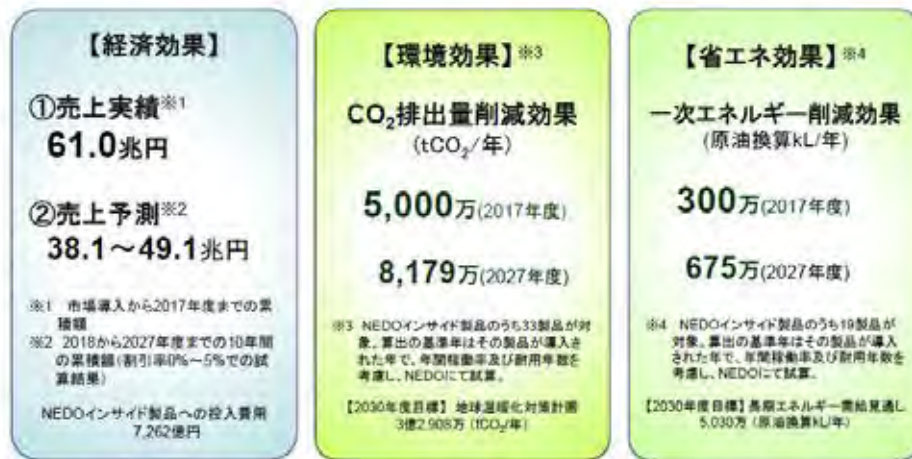 【経済効果】
①売上実績※1
61.0兆円
②売上予測※2
38.1～49.1兆円
※1 市場導入から2017年度までの累
積額
※2 2018から2027年度までの10年間
の累積額(割引率0%～5%での試
算結果)
NEDOインサイド製品への投入費用
7,262億円
【環境効果】※3
CO₂排出量削減効果
(tCO₂/年)
5,000万(2017年度)
8,179万(2027年度)
※3 NEDOインサイド製品のうち33製品が対
象。算出の基準年はその製品が導入さ
れた年で、年間稼働率及び耐用年数を
考慮し、NEDOにて試算。
【2030年度目標】 地球温暖化対策計画
3億2,908万 (tCO₂/年)
【省エネ効果】※4
一次エネルギー削減効果
(原油換算kL/年)
300万(2017年度)
675万(2027年度)
※4 NEDOインサイド製品のうち19製品が
対象。算出の基準年はその製品が導入
された年で、年間稼働率及び耐用年数
を考慮し、NEDOにて試算。
【2030年度目標】長期エネルギー需給見通し
5,030万 (原油換算kL/年)